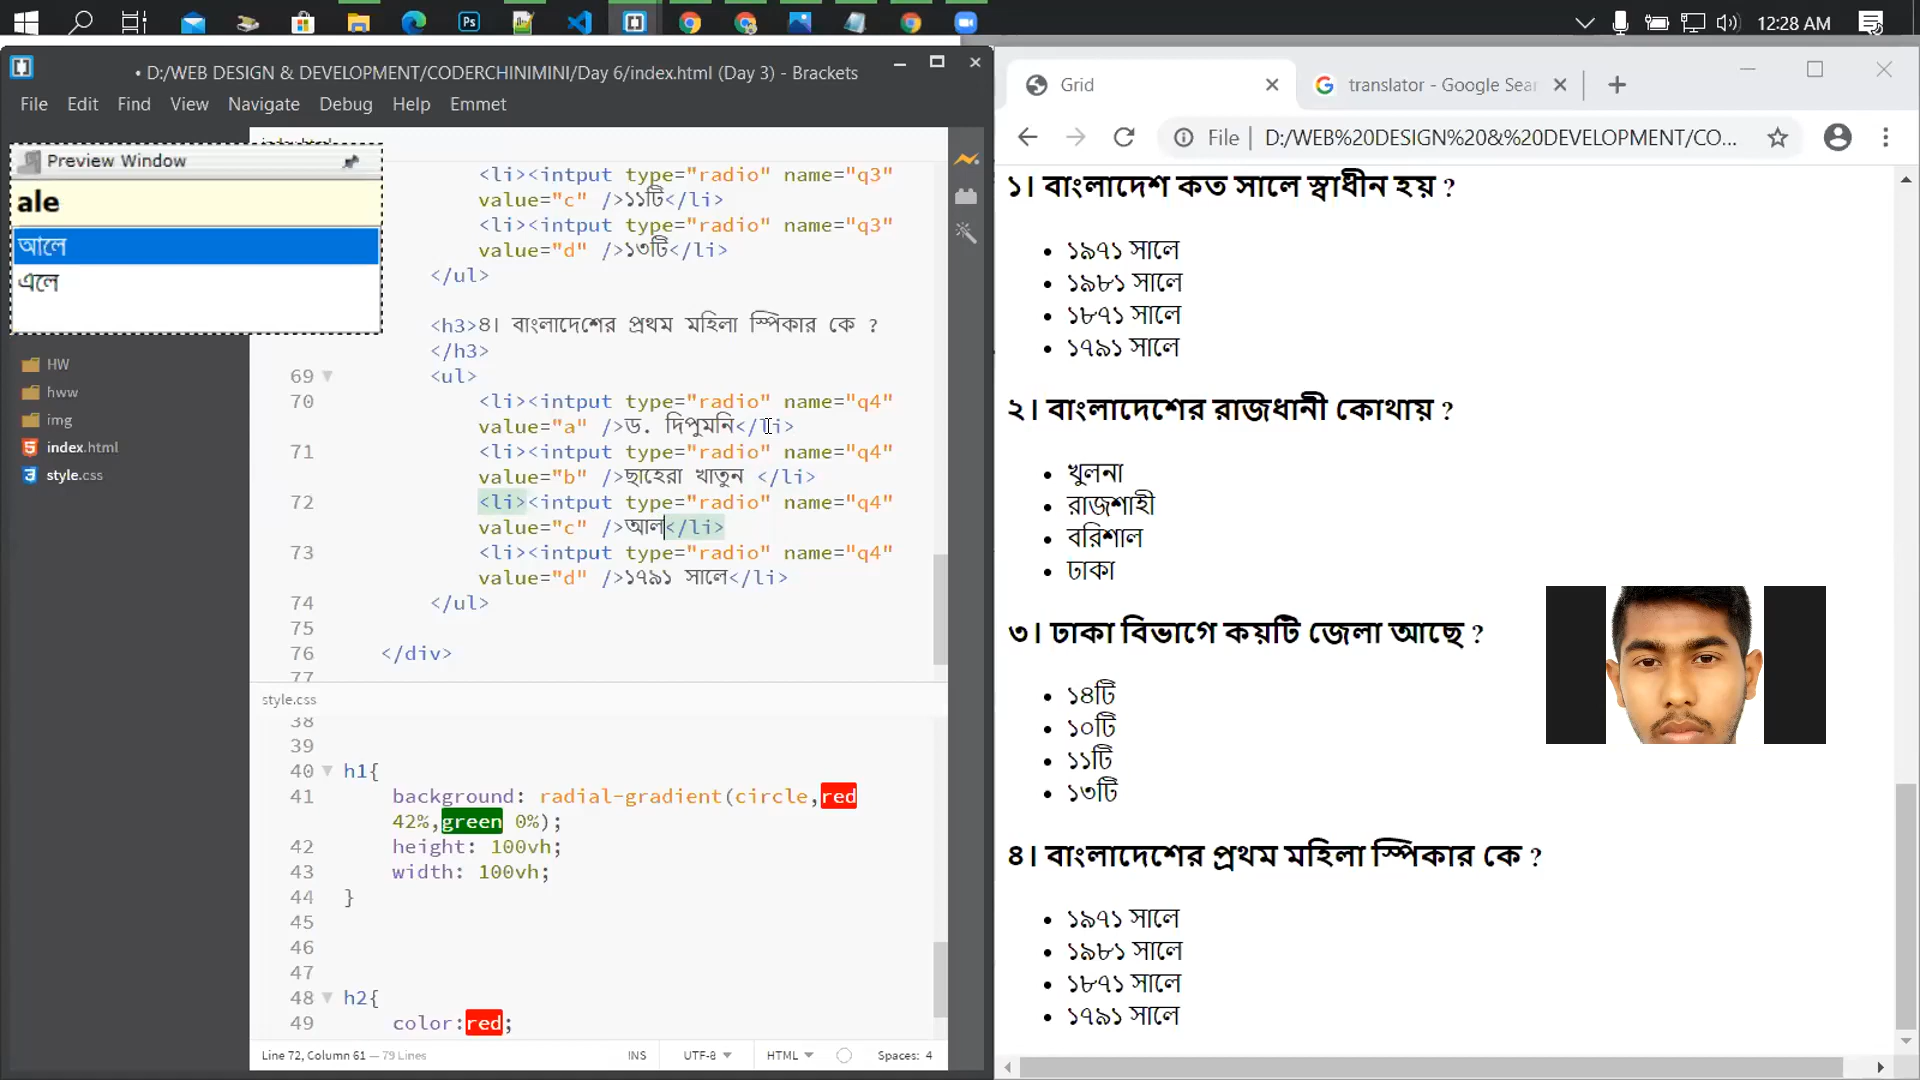 12:28 AM
• D:/WEB DESIGN & DEVELOPMENT/CODERCHINIMINI/Day 6/index.html (Day 3) - Brackets
File Edit Find View Navigate Debug Help Emmet
Preview Window
ale
আলে
এলে
HW
hww
img
index.html
style.css
<li><intput type="radio" name="q3"
value="c" />১১টি</li>
<li><intput type="radio" name="q3"
value="d" />১৩টি</li>
</ul>
<h3>৪। বাংলাদেশের প্রথম মহিলা স্পিকার কে ?
</h3>
69 <ul>
70 <li><intput type="radio" name="q4"
value="a" />ড. দিপুমনি</li>
71 <li><intput type="radio" name="q4"
value="b" />ছাহেরা খাতুন </li>
72 <li><intput type="radio" name="q4"
value="c" />আল</li>
73 <li><intput type="radio" name="q4"
value="d" />১৭৯১ সালে</li>
74 </ul>
75
76 </div>
77
style.css
38
39
40 h1{
41 background: radial-gradient(circle,red
42%,green 0%);
42 height: 100vh;
43 width: 100vh;
44 }
45
46
47
48 h2{
49 color:red;
Line 72, Column 61 — 79 Lines
INS UTF-8 HTML Spaces: 4
Grid
translator - Google Sear
File | D:/WEB%20DESIGN%20&%20DEVELOPMENT/CO...
১। বাংলাদেশ কত সালে স্বাধীন হয় ?
১৯৭১ সালে
১৯৮১ সালে
১৮৭১ সালে
১৭৯১ সালে
২। বাংলাদেশের রাজধানী কোথায় ?
খুলনা
রাজশাহী
বরিশাল
ঢাকা
৩। ঢাকা বিভাগে কয়টি জেলা আছে ?
১৪টি
১০টি
১১টি
১৩টি
৪। বাংলাদেশের প্রথম মহিলা স্পিকার কে ?
১৯৭১ সালে
১৯৮১ সালে
১৮৭১ সালে
১৭৯১ সালে